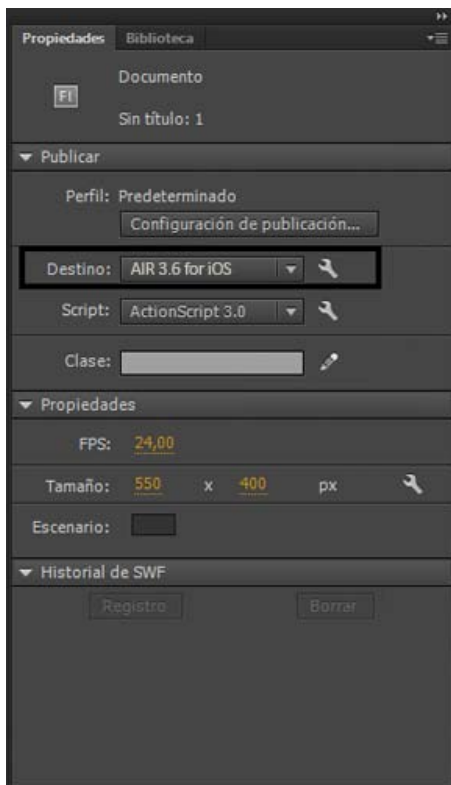 Propiedades Biblioteca
Documento
Fl
Sin título: 1
Publicar
Perfil: Predeterminado
Configuración de publicación...
Destino: AIR 3.6 for iOS
Script: ActionScript 3.0
Clase:
Propiedades
FPS: 24,00
Tamaño: 550 x 400 px
Escenario:
Historial de SWF
Registro Borrar